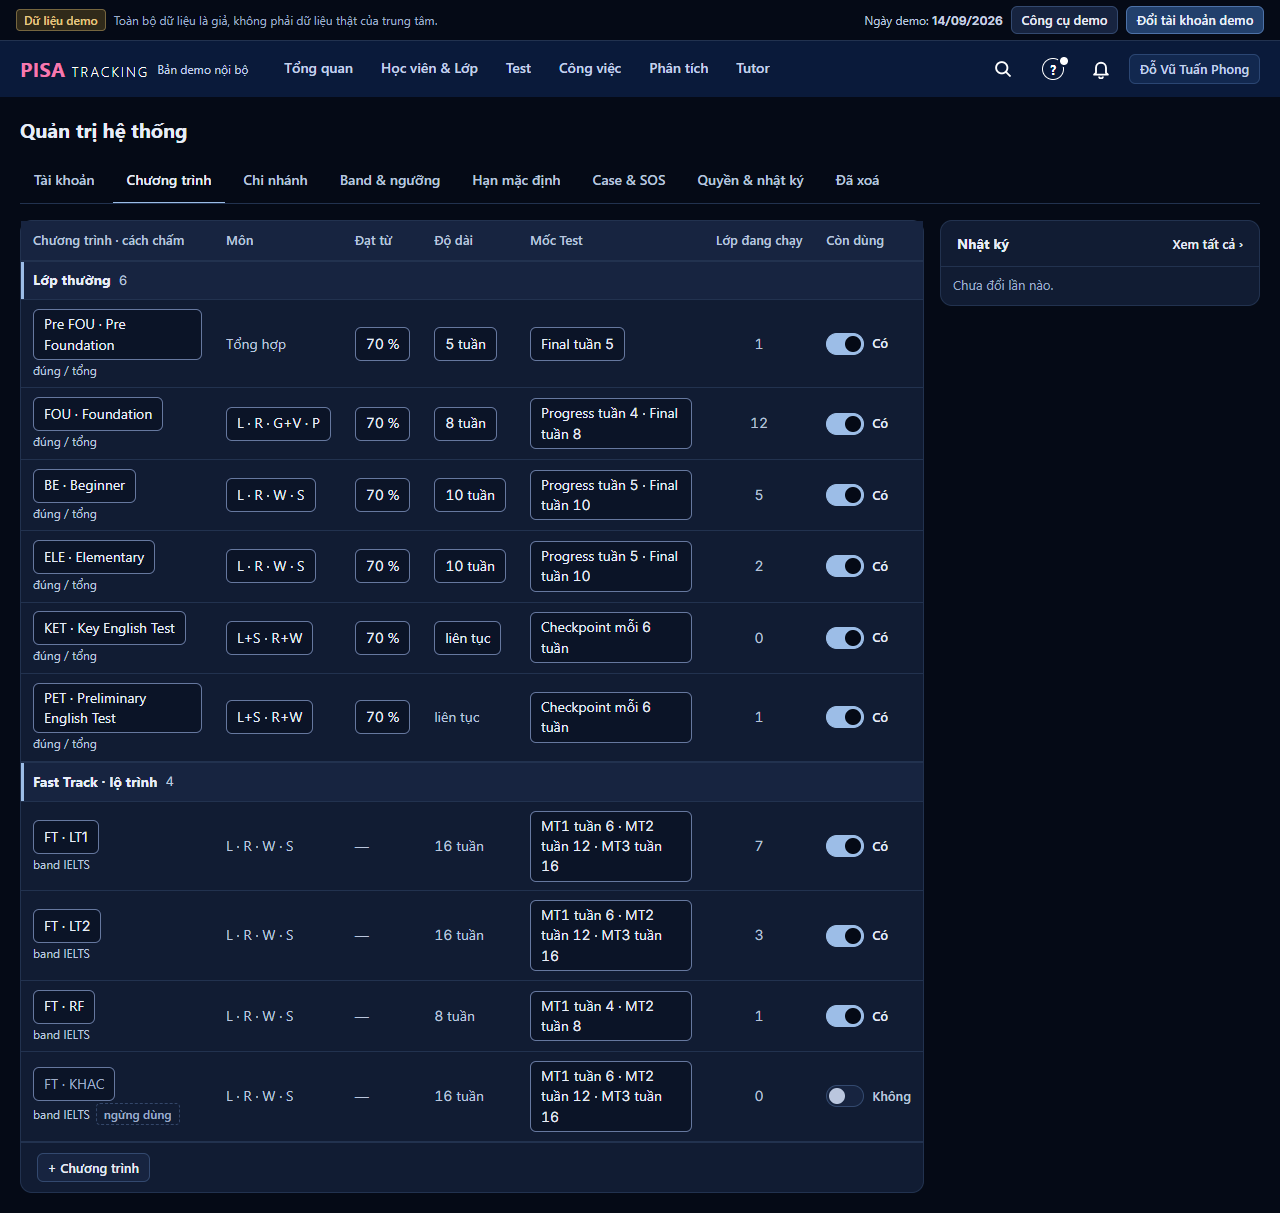 Dữ liệu demo Toàn bộ dữ liệu là giả, không phải dữ liệu thật của trung tâm. Ngày demo: 14/09/2026 Công cụ demo Đổi tài khoản demo
PISA TRACKING Bản demo nội bộ Tổng quan Học viên & Lớp Test Công việc Phân tích Tutor ? Đỗ Vũ Tuấn Phong
Quản trị hệ thống
Tài khoản Chương trình Chi nhánh Band & ngưỡng Hạn mặc định Case & SOS Quyền & nhật ký Đã xoá
Chương trình · cách chấm Môn Đạt từ Độ dài Mốc Test Lớp đang chạy Còn dùng
Lớp thường 6
Pre FOU · Pre
Foundation
đúng / tổng
Tổng hợp 70 % 5 tuần Final tuần 5 1 Có
FOU · Foundation
đúng / tổng
L · R · G+V · P 70 % 8 tuần
Progress tuần 4 · Final
tuần 8
12 Có
BE · Beginner
đúng / tổng
L · R · W · S 70 % 10 tuần
Progress tuần 5 · Final
tuần 10
5 Có
ELE · Elementary
đúng / tổng
L · R · W · S 70 % 10 tuần
Progress tuần 5 · Final
tuần 10
2 Có
KET · Key English Test
đúng / tổng
L+S · R+W 70 % liên tục
Checkpoint mỗi 6
tuần
0 Có
PET · Preliminary
English Test
đúng / tổng
L+S · R+W 70 % liên tục
Checkpoint mỗi 6
tuần
1 Có
Fast Track · lộ trình 4
FT · LT1
band IELTS
L · R · W · S — 16 tuần
MT1 tuần 6 · MT2
tuần 12 · MT3 tuần
16
7 Có
FT · LT2
band IELTS
L · R · W · S — 16 tuần
MT1 tuần 6 · MT2
tuần 12 · MT3 tuần
16
3 Có
FT · RF
band IELTS
L · R · W · S — 8 tuần
MT1 tuần 4 · MT2
tuần 8
1 Có
FT · KHAC
band IELTS ngừng dùng
L · R · W · S — 16 tuần
MT1 tuần 6 · MT2
tuần 12 · MT3 tuần
16
0 Không
+ Chương trình
Nhật ký Xem tất cả ›
Chưa đổi lần nào.